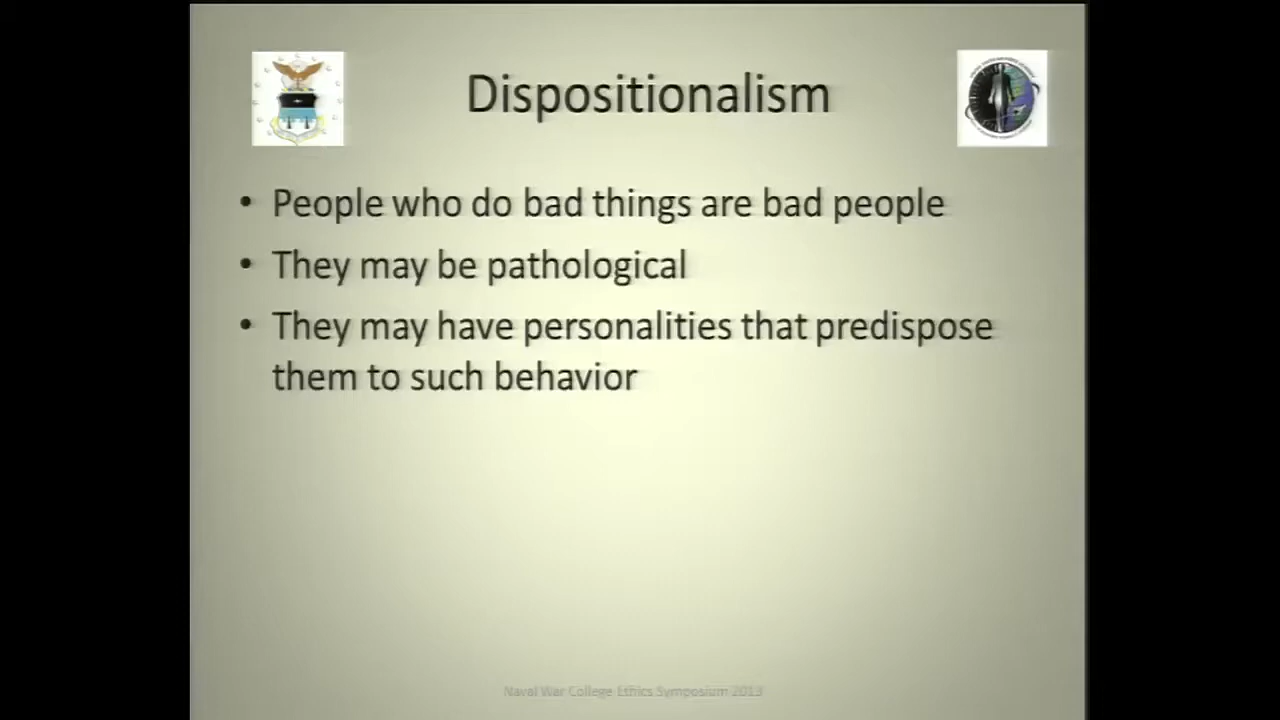 Dispositionalism
• People who do bad things are bad people
• They may be pathological
• They may have personalities that predispose
them to such behavior
Naval War College Ethics Symposium 2013